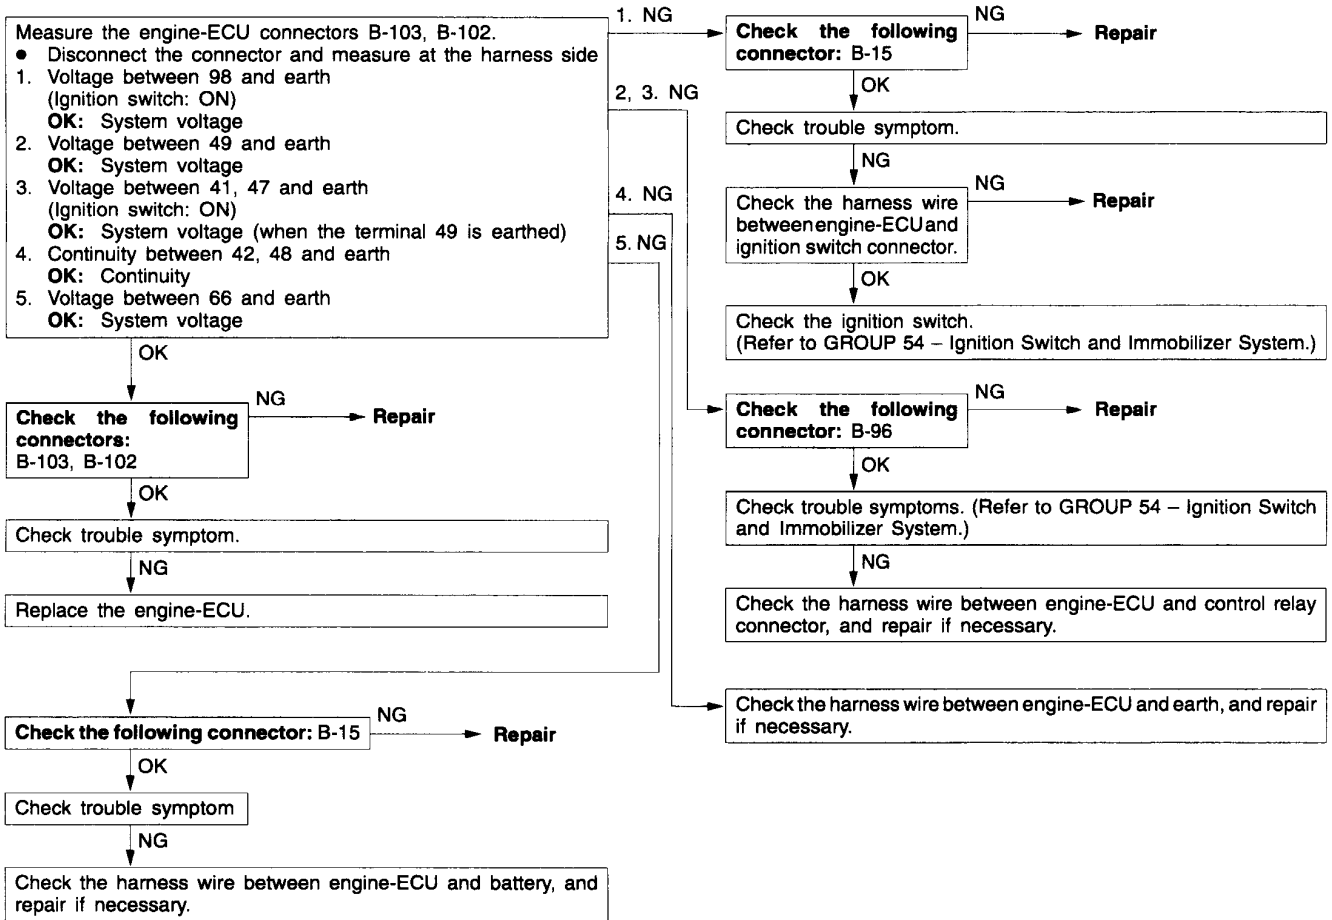 Measure the engine-ECU connectors B-103, B-102.
● Disconnect the connector and measure at the harness side
1. Voltage between 98 and earth
(Ignition switch: ON)
OK: System voltage
2. Voltage between 49 and earth
OK: System voltage
3. Voltage between 41, 47 and earth
(Ignition switch: ON)
OK: System voltage (when the terminal 49 is earthed)
4. Continuity between 42, 48 and earth
OK: Continuity
5. Voltage between 66 and earth
OK: System voltage
OK
Check the following
connectors:
B-103, B-102
NG
Repair
OK
Check trouble symptom.
NG
Replace the engine-ECU.
1. NG
Check the following
connector: B-15
NG
Repair
OK
Check trouble symptom.
NG
Check the harness wire
between engine-ECU and
ignition switch connector.
NG
Repair
OK
Check the ignition switch.
(Refer to GROUP 54 – Ignition Switch and Immobilizer System.)
2, 3. NG
Check the following
connector: B-96
NG
Repair
OK
Check trouble symptoms. (Refer to GROUP 54 – Ignition Switch
and Immobilizer System.)
NG
Check the harness wire between engine-ECU and control relay
connector, and repair if necessary.
4. NG
Check the harness wire between engine-ECU and earth, and repair
if necessary.
5. NG
Check the following connector: B-15
NG
Repair
OK
Check trouble symptom
NG
Check the harness wire between engine-ECU and battery, and
repair if necessary.